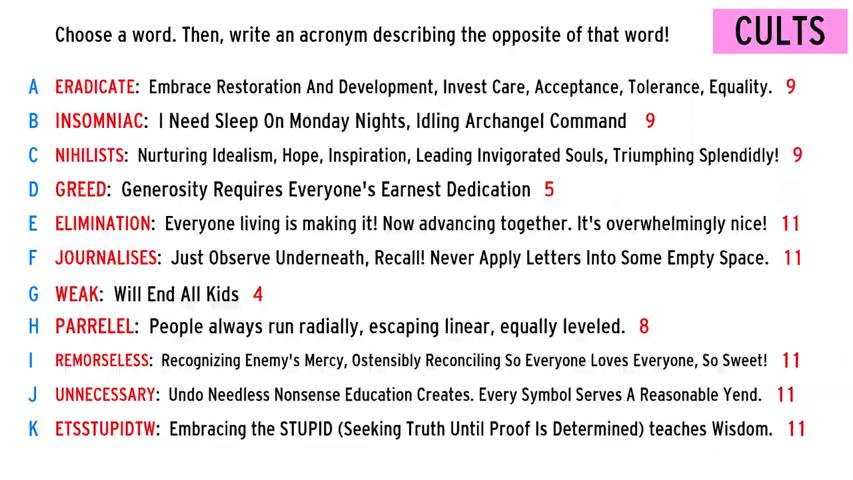 Choose a word. Then, write an acronym describing the opposite of that word!
CULTS
A ERADICATE: Embrace Restoration And Development, Invest Care, Acceptance, Tolerance, Equality. 9
B INSOMNIAC: I Need Sleep On Monday Nights, Idling Archangel Command 9
C NIHILISTS: Nurturing Idealism, Hope, Inspiration, Leading Invigorated Souls, Triumphing Splendidly! 9
D GREED: Generosity Requires Everyone's Earnest Dedication 5
E ELIMINATION: Everyone living is making it! Now advancing together. It's overwhelmingly nice! 11
F JOURNALISES: Just Observe Underneath, Recall! Never Apply Letters Into Some Empty Space. 11
G WEAK: Will End All Kids 4
H PARRELEL: People always run radially, escaping linear, equally leveled. 8
I REMORSELESS: Recognizing Enemy's Mercy, Ostensibly Reconciling So Everyone Loves Everyone, So Sweet! 11
J UNNECESSARY: Undo Needless Nonsense Education Creates. Every Symbol Serves A Reasonable Yend. 11
K ETSSTUPIDTW: Embracing the STUPID (Seeking Truth Until Proof Is Determined) teaches Wisdom. 11